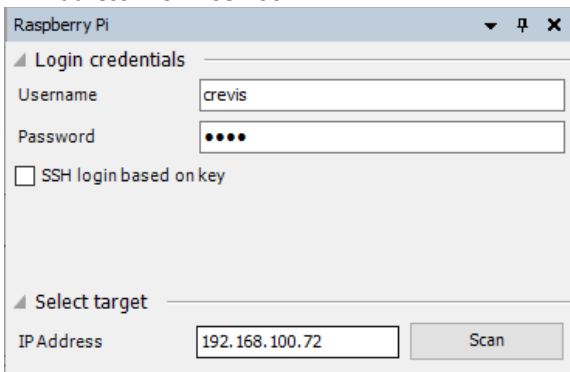 Raspberry Pi
Login credentials
Username crevis
Password ••••
SSH login based on key
Select target
IP Address 192.168.100.72 Scan